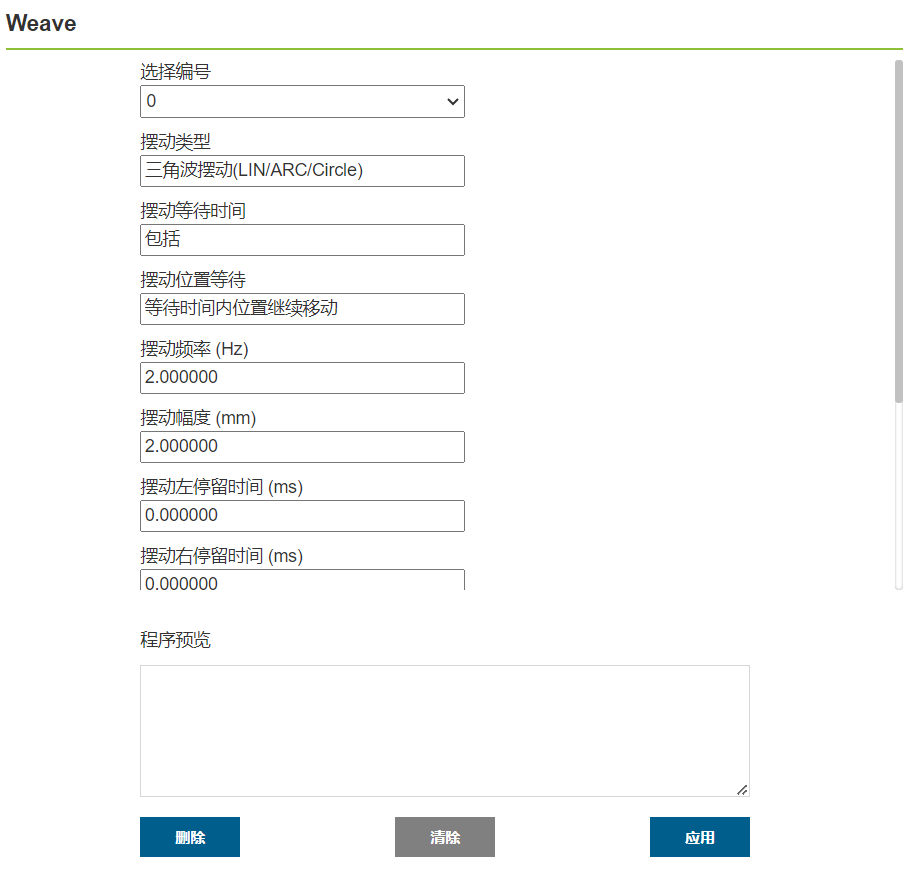 Weave
选择编号
0
摆动类型
三角波摆动(LIN/ARC/Circle)
摆动等待时间
包括
摆动位置等待
等待时间内位置继续移动
摆动频率 (Hz)
2.000000
摆动幅度 (mm)
2.000000
摆动左停留时间 (ms)
0.000000
摆动右停留时间 (ms)
0.000000
程序预览
删除 清除 应用